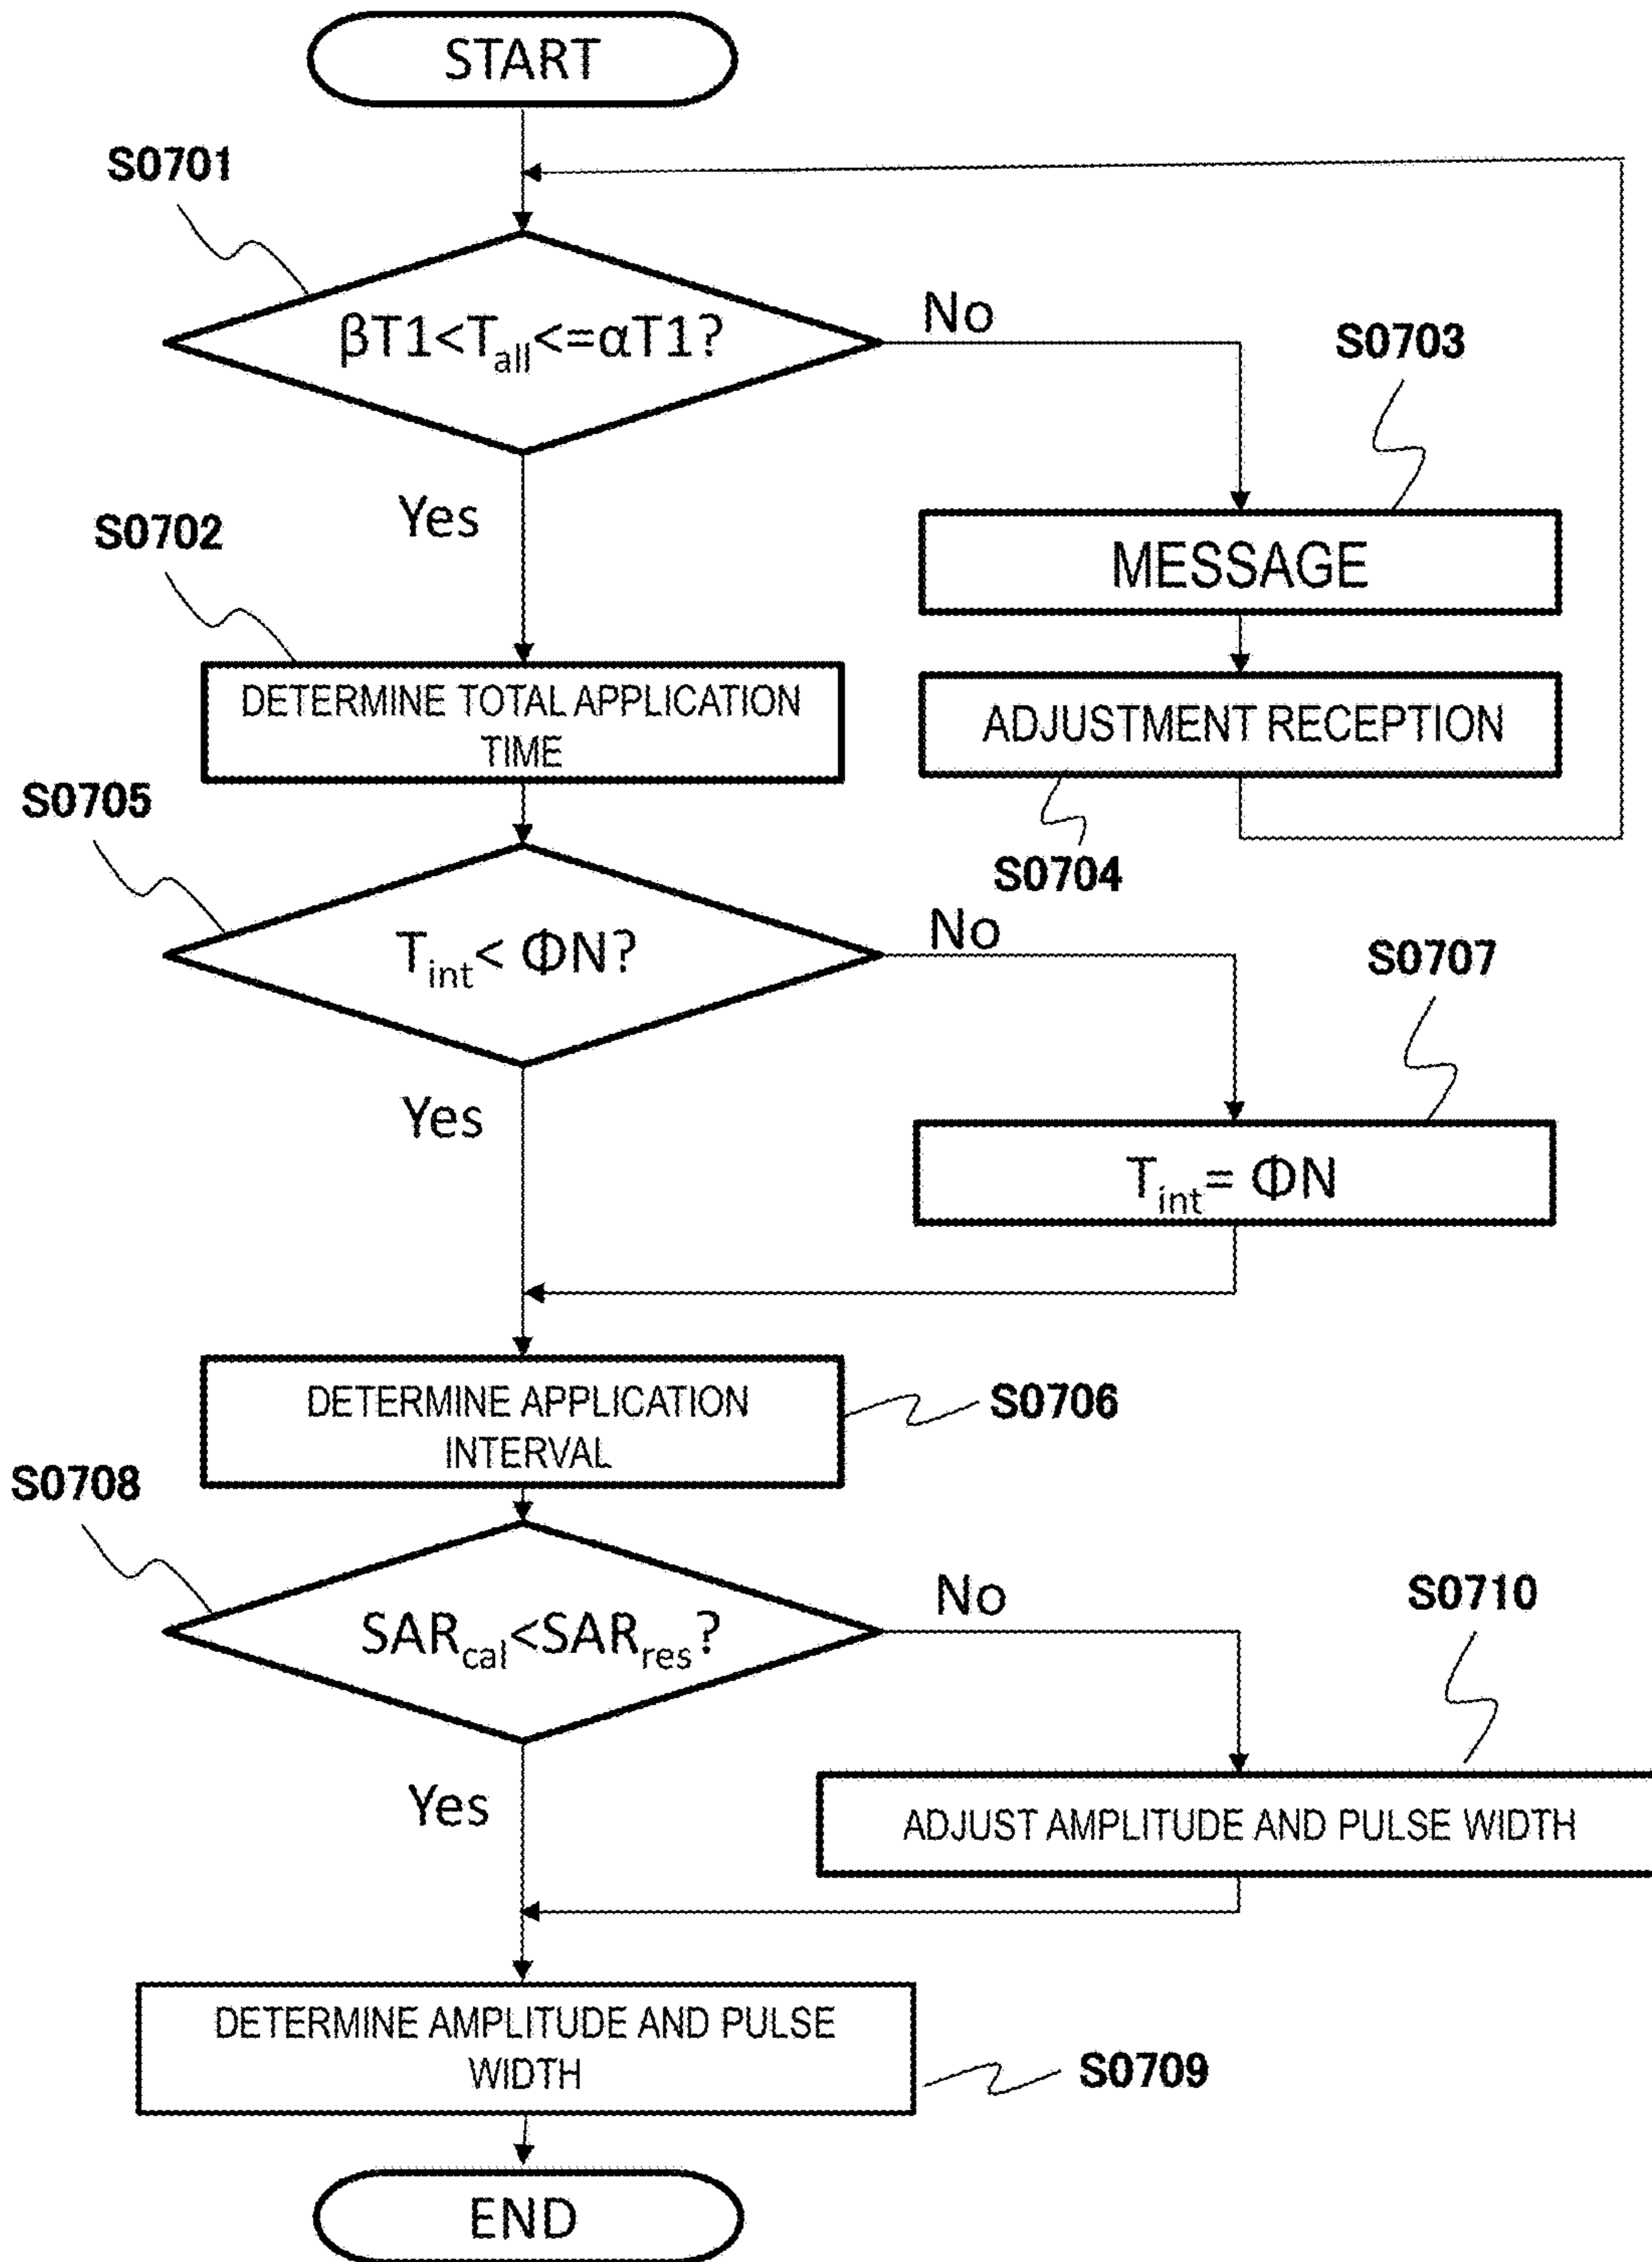 START
S0701
βT1<Tall<=αT1?
No
S0703
Yes
S0702
MESSAGE
DETERMINE TOTAL APPLICATION
TIME
ADJUSTMENT RECEPTION
S0705
S0704
Tint< ΦN?
No
S0707
Yes
Tint= ΦN
DETERMINE APPLICATION
INTERVAL
S0706
S0708
SARcal<SARres?
No
S0710
Yes
ADJUST AMPLITUDE AND PULSE WIDTH
DETERMINE AMPLITUDE AND PULSE
WIDTH
S0709
END